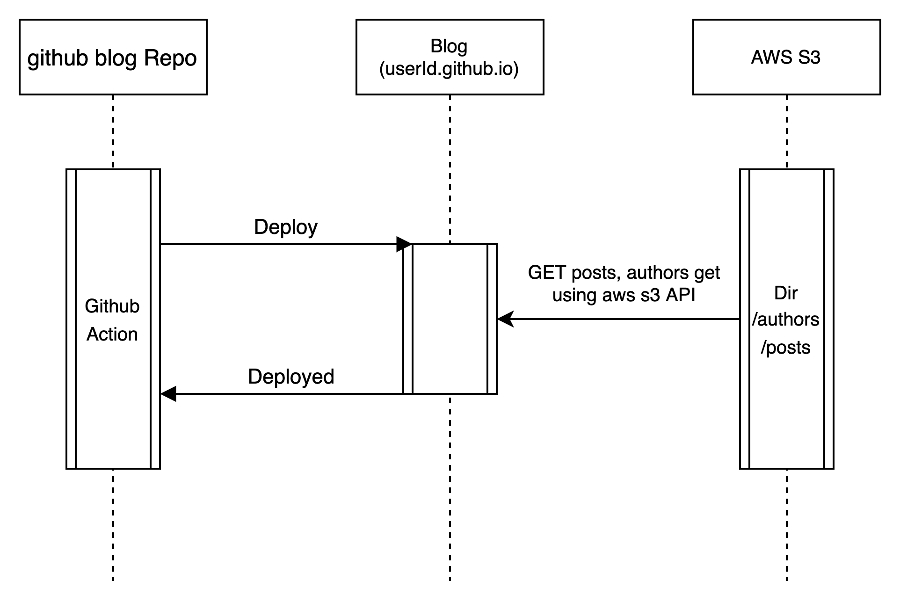 github blog Repo
Blog
(userId.github.io)
AWS S3
Deploy
GET posts, authors get
using aws s3 API
Github
Action
Dir
/authors
/posts
Deployed